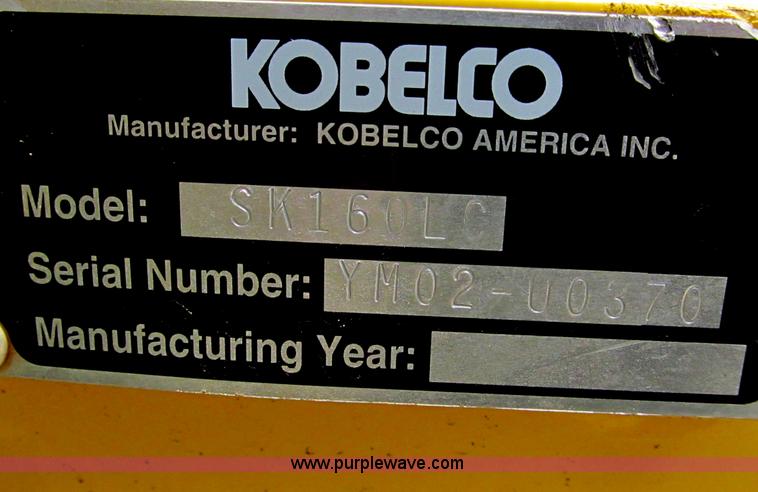 KOBELCO
Manufacturer: KOBELCO AMERICA INC.
Model: SK160LC
Serial Number: YM02-U0370
Manufacturing Year:
www.purplewave.com